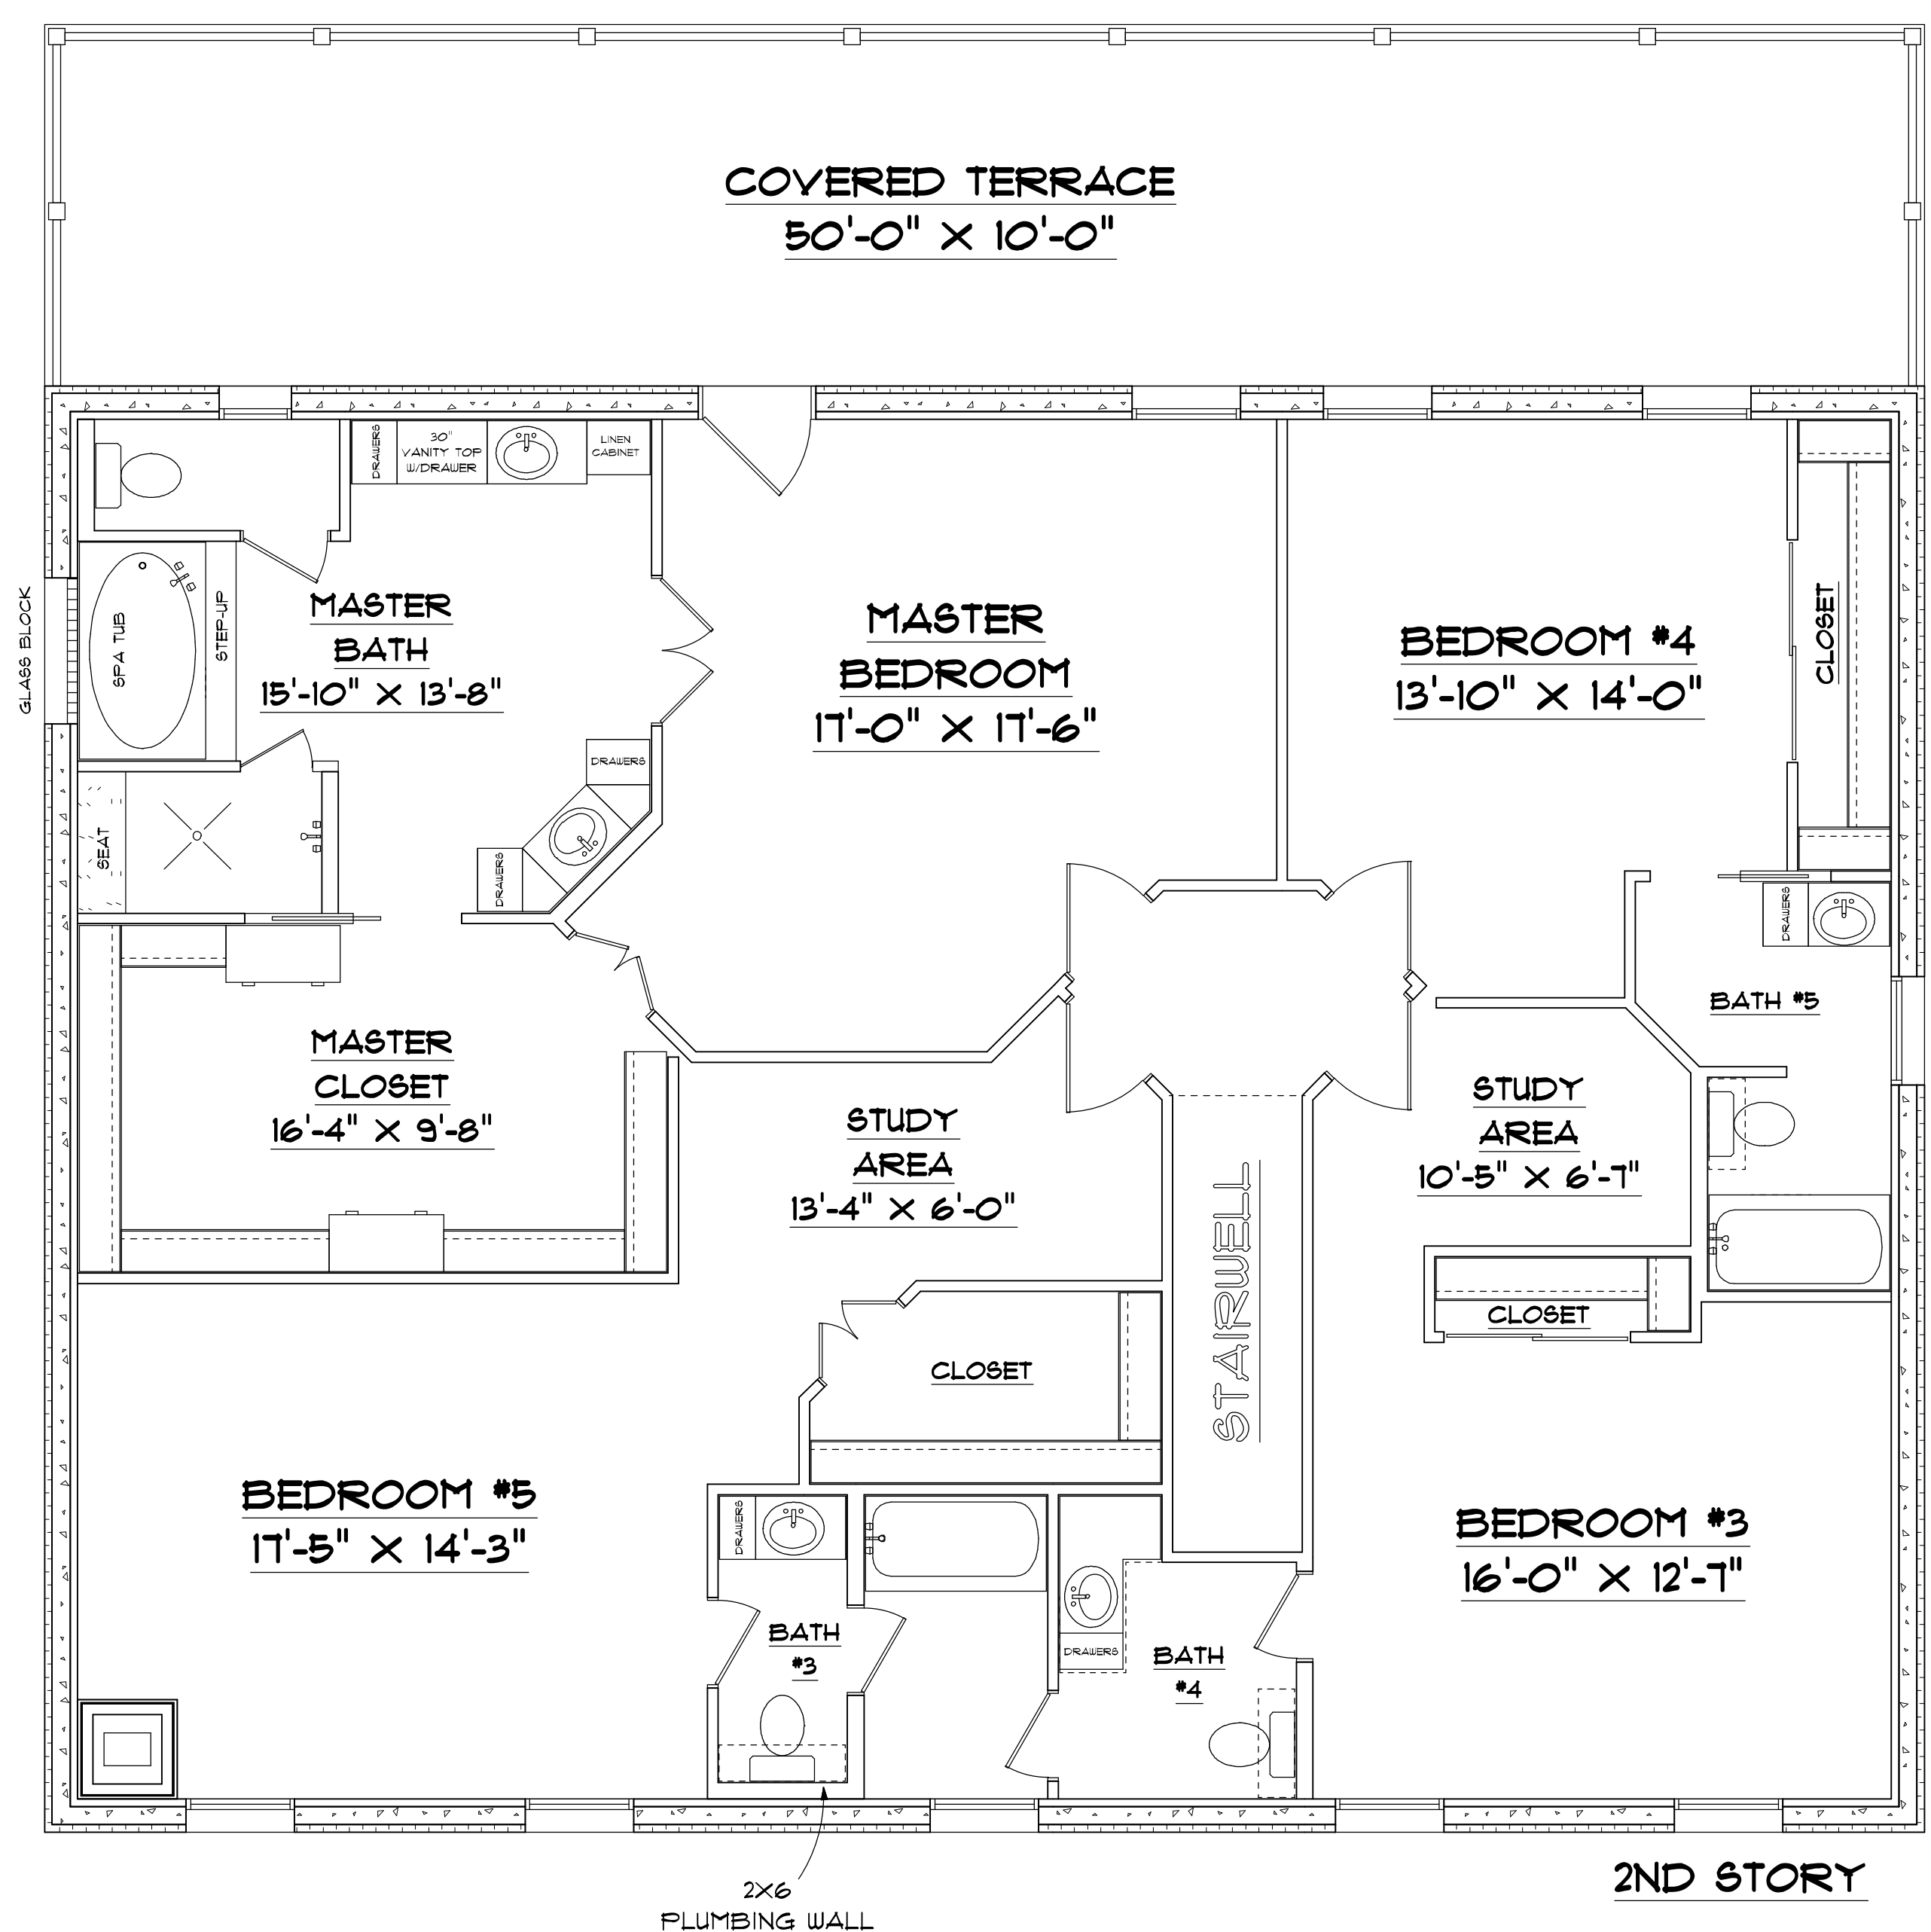 COVERED TERRACE
50'-0" X 10'-0"
DRAWERS
30"
VANITY TOP
W/DRAWER
LINEN
CABINET
GLASS BLOCK
SPA TUB
STEP-UP
MASTER
BATH
15'-10" X 13'-8"
MASTER
BEDROOM
17'-0" X 17'-6"
BEDROOM #4
13'-10" X 14'-0"
CLOSET
DRAWERS
SEAT
DRAWERS
DRAWERS
BATH #5
MASTER
CLOSET
16'-4" X 9'-8"
STUDY
AREA
13'-4" X 6'-0"
STUDY
AREA
10'-5" X 6'-7"
STAIRWELL
CLOSET
CLOSET
BEDROOM #5
17'-5" X 14'-3"
DRAWERS
BEDROOM #3
16'-0" X 12'-7"
BATH
#3
DRAWERS
BATH
#4
2X6
PLUMBING WALL
2ND STORY